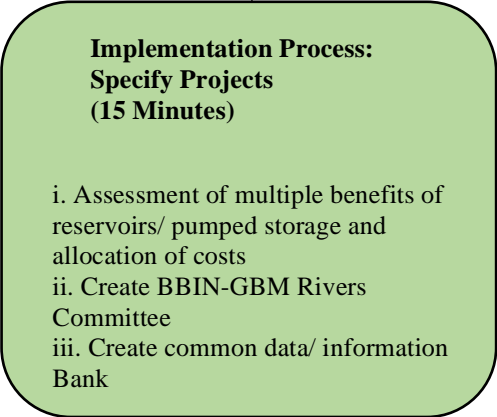 Implementation Process:
Specify Projects
(15 Minutes)
i. Assessment of multiple benefits of
reservoirs/ pumped storage and
allocation of costs
ii. Create BBIN-GBM Rivers
Committee
iii. Create common data/ information
Bank